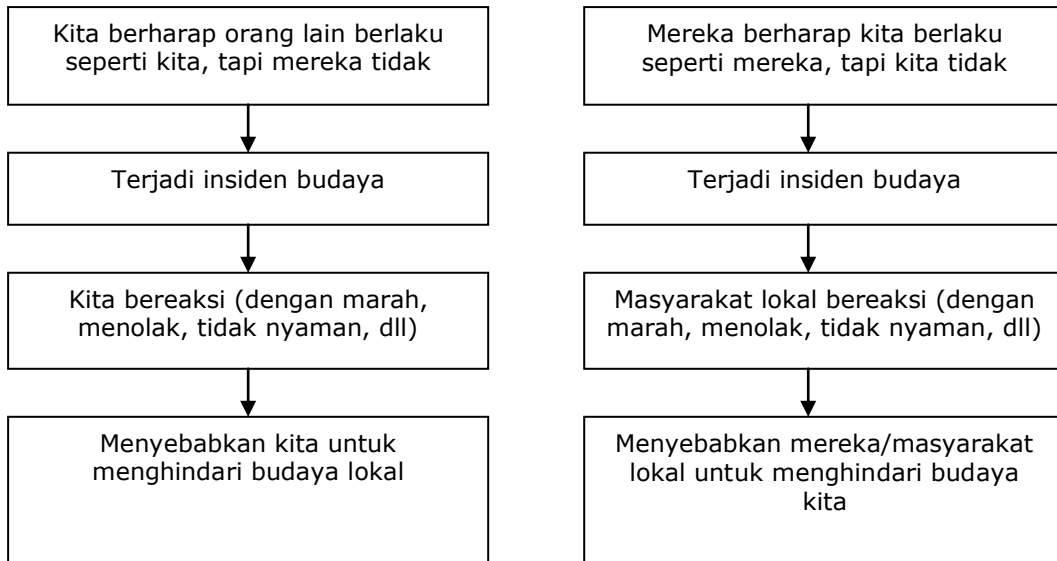 Kita berharap orang lain berlaku
seperti kita, tapi mereka tidak
Terjadi insiden budaya
Kita bereaksi (dengan marah,
menolak, tidak nyaman, dll)
Menyebabkan kita untuk
menghindari budaya lokal
Mereka berharap kita berlaku
seperti mereka, tapi kita tidak
Terjadi insiden budaya
Masyarakat lokal bereaksi (dengan
marah, menolak, tidak nyaman, dll)
Menyebabkan mereka/masyarakat
lokal untuk menghindari budaya
kita